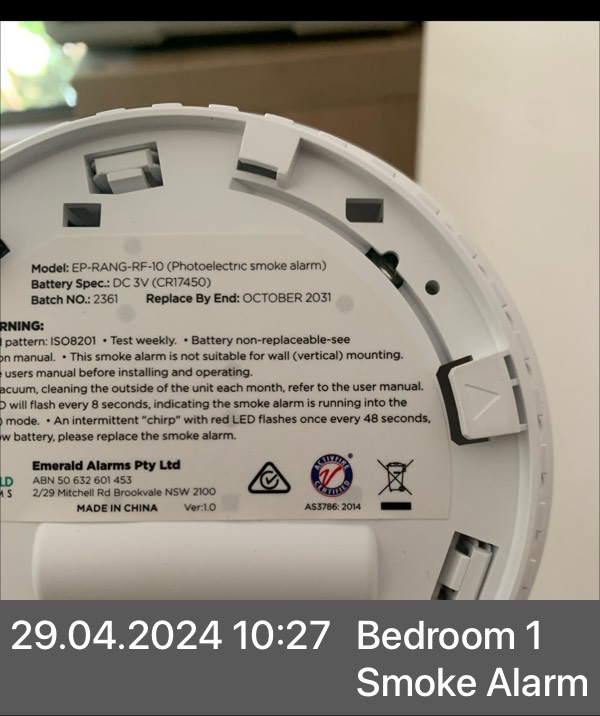 Model: EP-RANG-RF-10 (Photoelectric smoke alarm)
Battery Spec.: DC 3V (CR17450)
Batch NO.: 2361 Replace By End: OCTOBER 2031
RNING:
pattern: ISO8201 • Test weekly. • Battery non-replaceable-see
on manual. • This smoke alarm is not suitable for wall (vertical) mounting.
users manual before installing and operating.
acuum, cleaning the outside of the unit each month, refer to the user manual.
D will flash every 8 seconds, indicating the smoke alarm is running into the
) mode. • An intermittent "chirp" with red LED flashes once every 48 seconds,
w battery, please replace the smoke alarm.
Emerald Alarms Pty Ltd
ABN 50 632 601 453
2/29 Mitchell Rd Brookvale NSW 2100
MADE IN CHINA Ver:1.0
LD
MS
ACTIVFIRE
CERTIFIED
AS3786: 2014
29.04.2024 10:27 Bedroom 1
Smoke Alarm